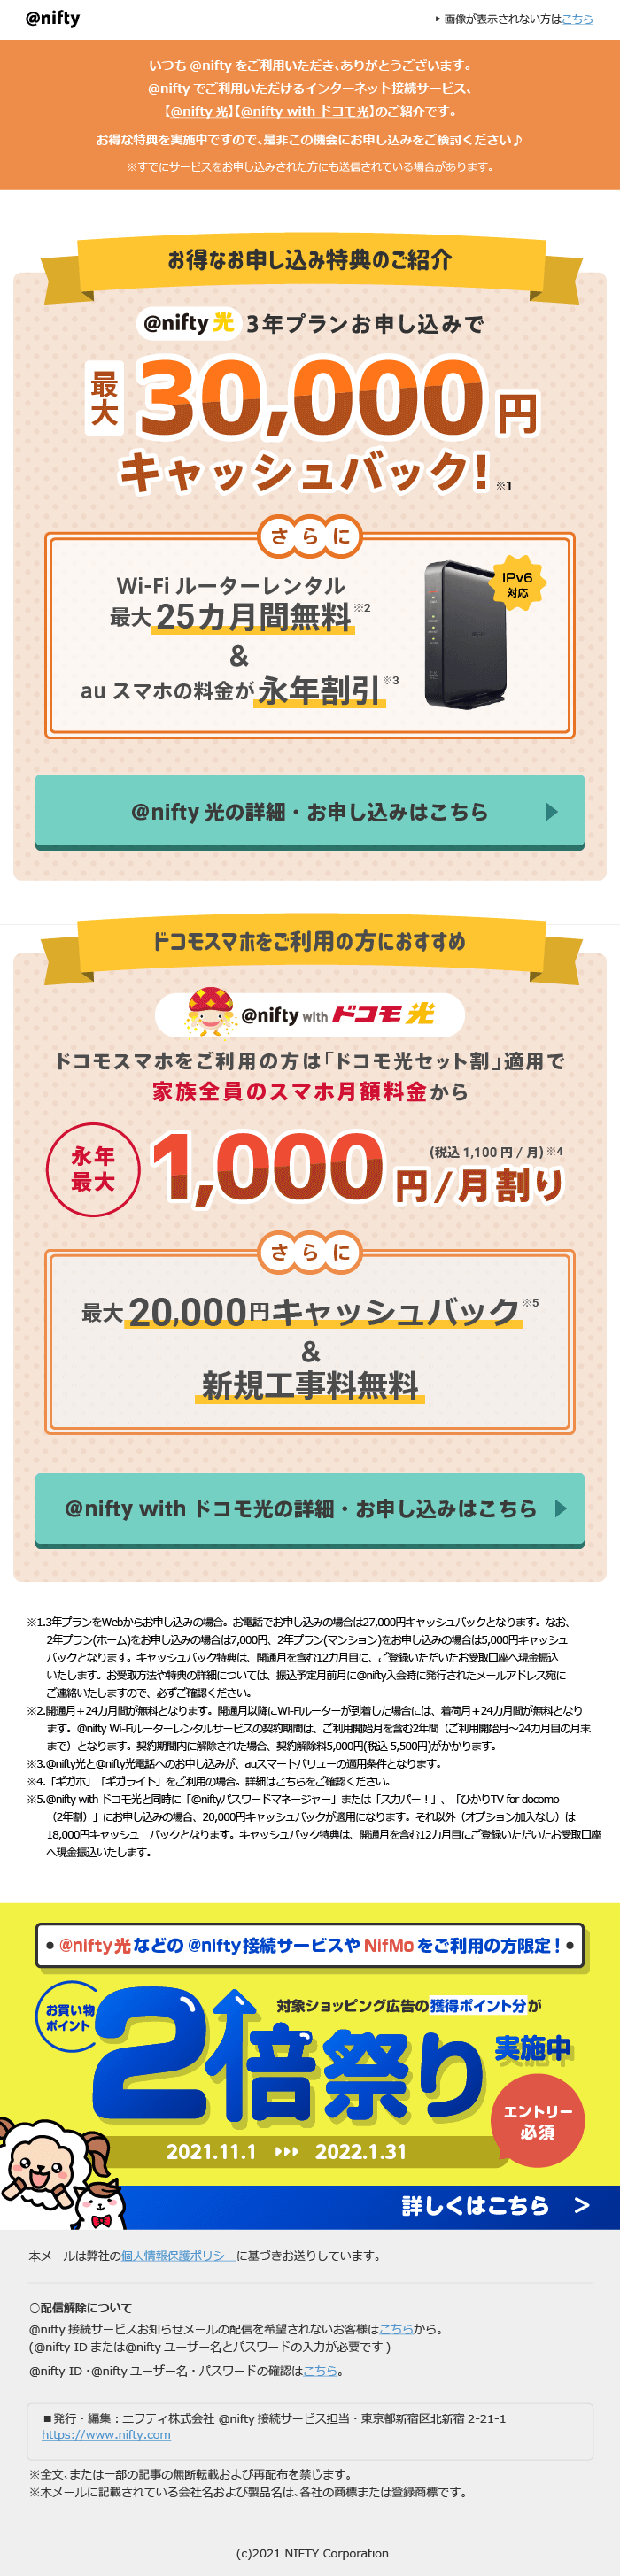 @nifty
▶ 画像が表示されない方はこちら
いつも @nifty をご利用いただき、ありがとうございます。
@nifty でご利用いただけるインターネット接続サービス、
【@nifty 光】【@nifty with ドコモ光】のご紹介です。
お得な特典を実施中ですので、是非この機会にお申し込みをご検討ください♪
※すでにサービスをお申し込みされた方にも送信されている場合があります。
お得なお申し込み特典のご紹介
@nifty 光 3年プランお申し込みで
最大 30,000 円
キャッシュバック! ※1
さらに
Wi-Fi ルーターレンタル
最大 25カ月間無料 ※2
&
au スマホの料金が 永年割引 ※3
IPv6
対応
@nifty 光の詳細・お申し込みはこちら
ドコモスマホをご利用の方におすすめ
@nifty with ドコモ 光
ドコモスマホをご利用の方は「ドコモ光セット割」適用で
家族全員のスマホ月額料金から
永年
最大
1,000 円/月割り
(税込 1,100 円 / 月) ※4
さらに
最大 20,000円キャッシュバック ※5
&
新規工事料無料
@nifty with ドコモ光の詳細・お申し込みはこちら
※1.3年プランをWebからお申し込みの場合。お電話でお申し込みの場合は27,000円キャッシュバックとなります。なお、
2年プラン(ホーム)をお申し込みの場合は7,000円、2年プラン(マンション)をお申し込みの場合は5,000円キャッシュ
バックとなります。キャッシュバック特典は、開通月を含む12カ月目に、ご登録いただいたお受取口座へ現金振込
いたします。お受取方法や特典の詳細については、振込予定月前月に@nifty入会時に発行されたメールアドレス宛に
ご連絡いたしますので、必ずご確認ください。
※2.開通月+24カ月間が無料となります。開通月以降にWi-Fiルーターが到着した場合には、着荷月+24カ月間が無料となり
ます。@nifty Wi-Fiルーターレンタルサービスの契約期間は、ご利用開始月を含む2年間（ご利用開始月～24カ月目の月末
まで）となります。契約期間内に解除された場合、契約解除料5,000円(税込 5,500円)がかかります。
※3.@nifty光と@nifty光電話へのお申し込みが、auスマートバリューの適用条件となります。
※4.「ギガホ」「ギガライト」をご利用の場合。詳細はこちらをご確認ください。
※5.@nifty with ドコモ光と同時に「@niftyパスワードマネージャー」または「スカパー！」、「ひかりTV for docomo
（2年割）」にお申し込みの場合、20,000円キャッシュバックが適用になります。それ以外（オプション加入なし）は
18,000円キャッシュ　バックとなります。キャッシュバック特典は、開通月を含む12カ月目にご登録いただいたお受取口座
へ現金振込いたします。
@nifty光などの @nifty接続サービスや NifMo をご利用の方限定！
お買い物
ポイント
対象ショッピング広告の獲得ポイント分が
2倍祭り
実施中
エントリー
必須
2021.11.1 ▶▶▶ 2022.1.31
詳しくはこちら >
本メールは弊社の個人情報保護ポリシーに基づきお送りしています。
○配信解除について
@nifty 接続サービスお知らせメールの配信を希望されないお客様はこちらから。
(@nifty ID または@nifty ユーザー名とパスワードの入力が必要です )
@nifty ID・@nifty ユーザー名・パスワードの確認はこちら。
■発行・編集：ニフティ株式会社 @nifty 接続サービス担当・東京都新宿区北新宿 2-21-1
https://www.nifty.com
※全文、または一部の記事の無断転載および再配布を禁じます。
※本メールに記載されている会社名および製品名は、各社の商標または登録商標です。
(c)2021 NIFTY Corporation